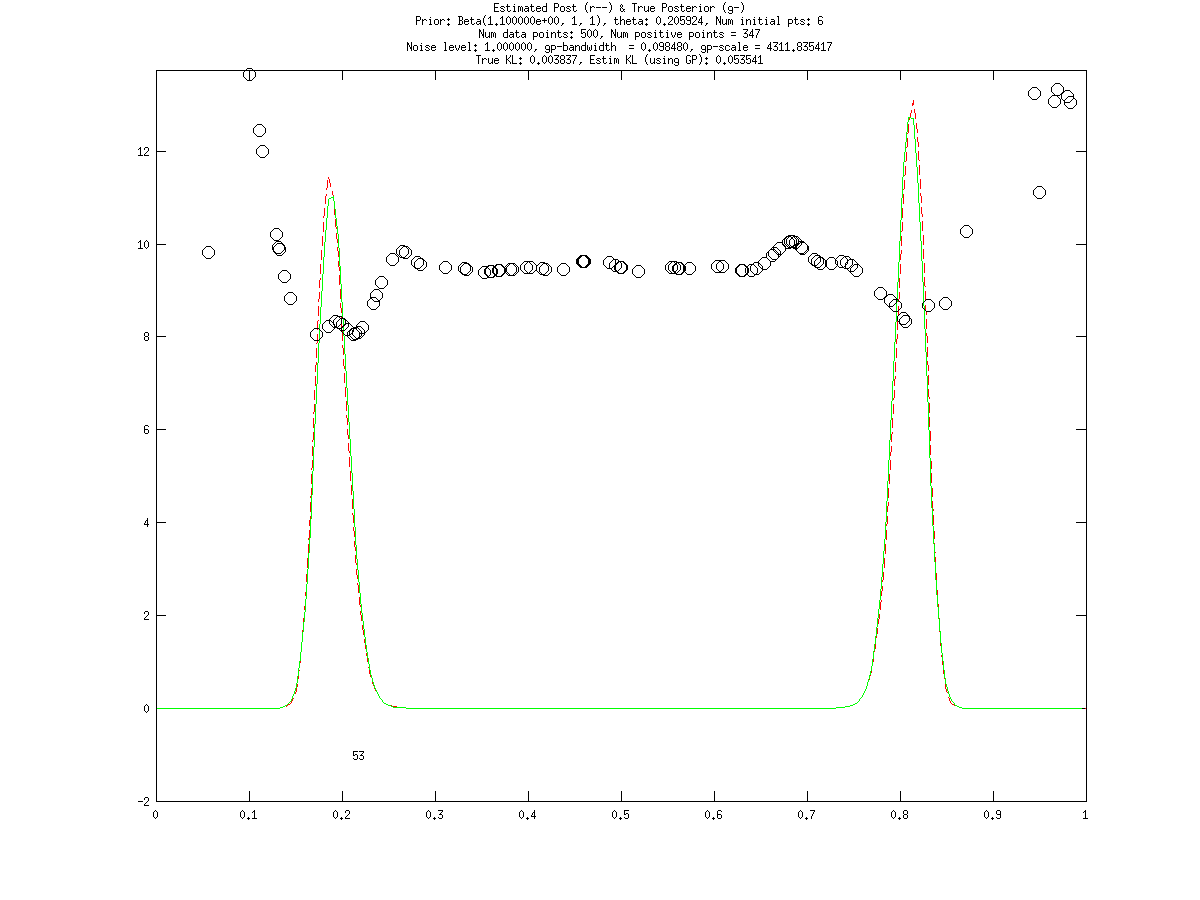 Estimated Post (r--) & True Posterior (g-)
Prior: Beta(1.100000e+00, 1, 1), theta: 0.205924, Num initial pts: 6
Num data points: 500, Num positive points = 347
Noise level: 1.000000, gp-bandwidth = 0.098480, gp-scale = 4311.835417
True KL: 0.003837, Estim KL (using GP): 0.053541
12
10
8
6
4
2
0
53
-2
0 0.1 0.2 0.3 0.4 0.5 0.6 0.7 0.8 0.9 1